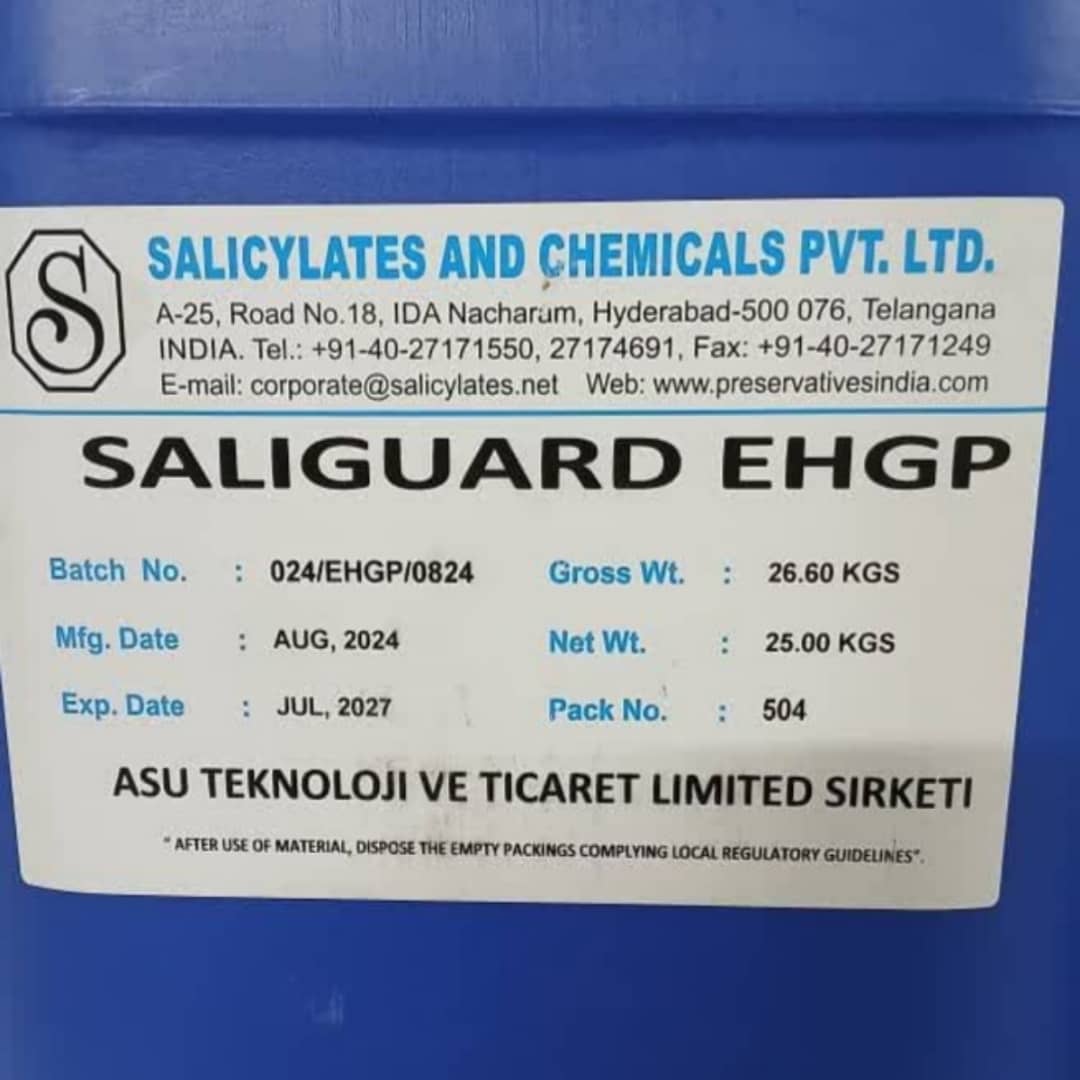 S
SALICYLATES AND CHEMICALS PVT. LTD.
A-25, Road No.18, IDA Nacharam, Hyderabad-500 076, Telangana
INDIA. Tel.: +91-40-27171550, 27174691, Fax: +91-40-27171249
E-mail: corporate@salicylates.net Web: www.preservativesindia.com
SALIGUARD EHGP
Batch No. : 024/EHGP/0824 Gross Wt. : 26.60 KGS
Mfg. Date : AUG, 2024 Net Wt. : 25.00 KGS
Exp. Date : JUL, 2027 Pack No. : 504
ASU TEKNOLOJI VE TICARET LIMITED SIRKETI
" AFTER USE OF MATERIAL, DISPOSE THE EMPTY PACKINGS COMPLYING LOCAL REGULATORY GUIDELINES".